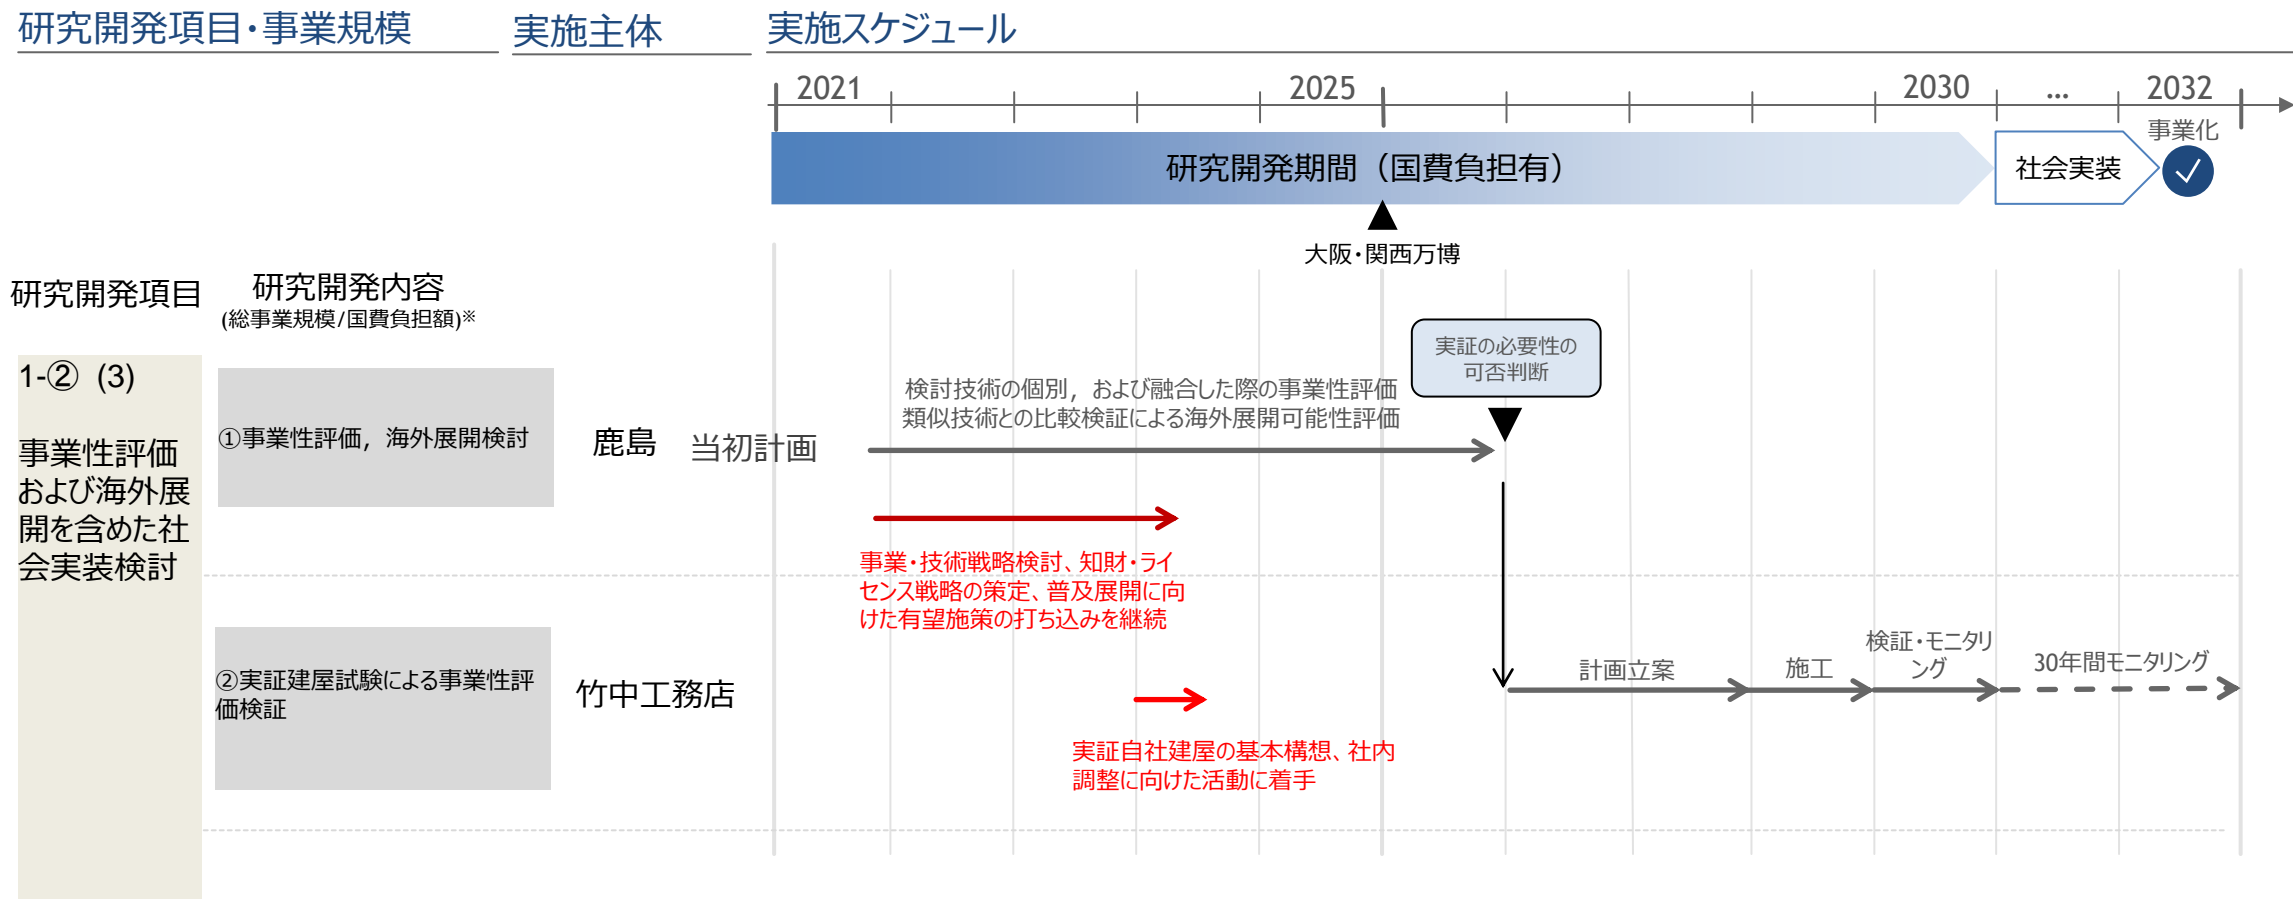 研究開発項目・事業規模
実施主体
実施スケジュール
2021
2025
2030
...
2032
事業化
研究開発期間（国費負担有）
社会実装
大阪・関西万博
研究開発項目
研究開発内容
(総事業規模/国費負担額)※
実証の必要性の
可否判断
1-② (3)
事業性評価
および海外展
開を含めた社
会実装検討
①事業性評価，海外展開検討
鹿島
当初計画
検討技術の個別，および融合した際の事業性評価
類似技術との比較検証による海外展開可能性評価
事業・技術戦略検討、知財・ライ
センス戦略の策定、普及展開に向
けた有望施策の打ち込みを継続
②実証建屋試験による事業性評
価検証
竹中工務店
計画立案
施工
検証・モニタリ
ング
30年間モニタリング
実証自社建屋の基本構想、社内
調整に向けた活動に着手